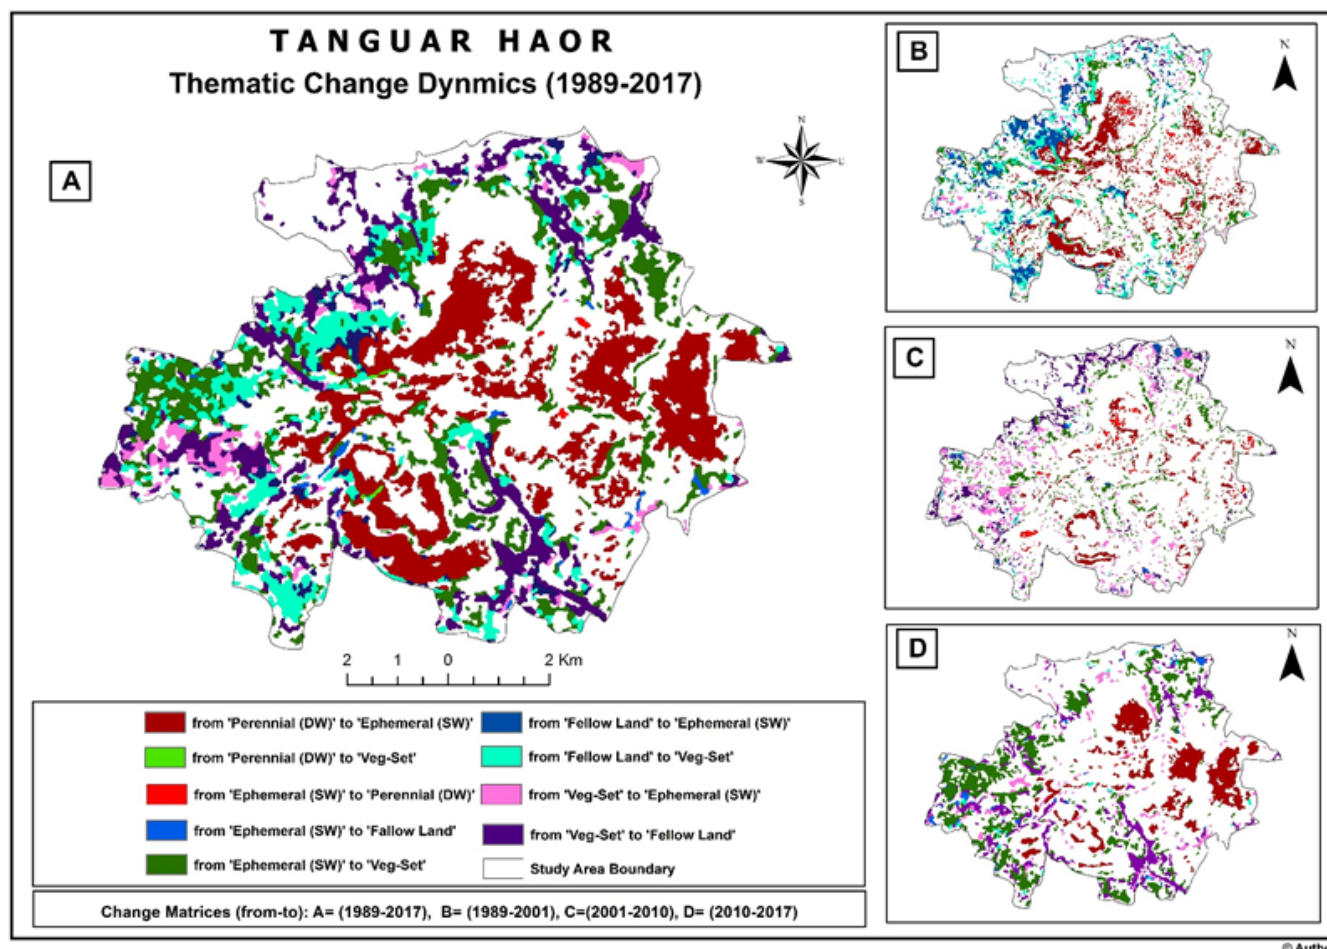 TANGUAR HAOR
Thematic Change Dynmics (1989-2017)
A
N
W
E
S
2 1 0 2 Km
from 'Perennial (DW)' to 'Ephemeral (SW)'
from 'Perennial (DW)' to 'Veg-Set'
from 'Ephemeral (SW)' to 'Perennial (DW)'
from 'Ephemeral (SW)' to 'Fallow Land'
from 'Ephemeral (SW)' to 'Veg-Set'
from 'Fellow Land' to 'Ephemeral (SW)'
from 'Fellow Land' to 'Veg-Set'
from 'Veg-Set' to 'Ephemeral (SW)'
from 'Veg-Set' to 'Fellow Land'
Study Area Boundary
Change Matrices (from-to): A= (1989-2017), B= (1989-2001), C=(2001-2010), D= (2010-2017)
B
N
C
N
D
N